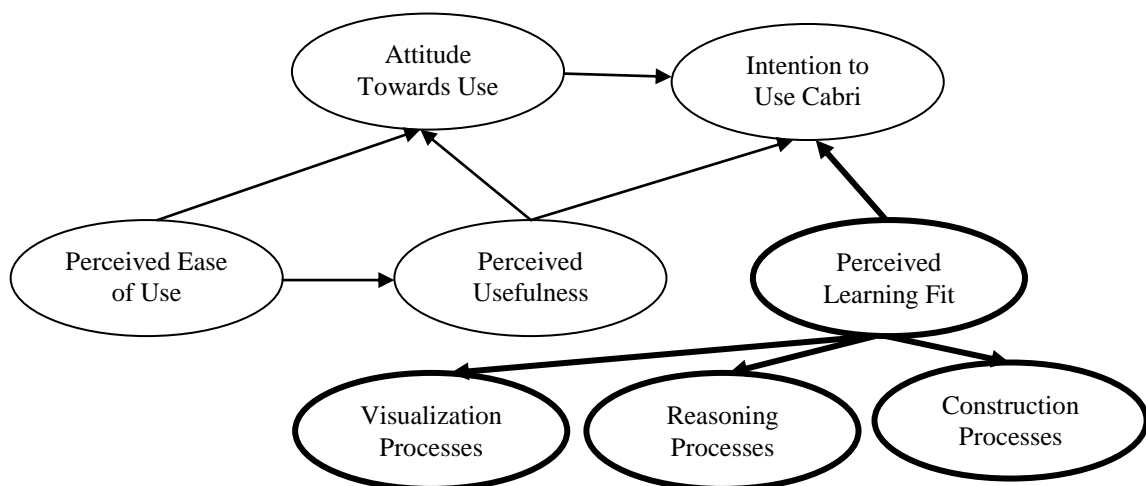 Attitude
Towards Use
Intention to
Use Cabri
Perceived Ease
of Use
Perceived
Usefulness
Perceived
Learning Fit
Visualization
Processes
Reasoning
Processes
Construction
Processes